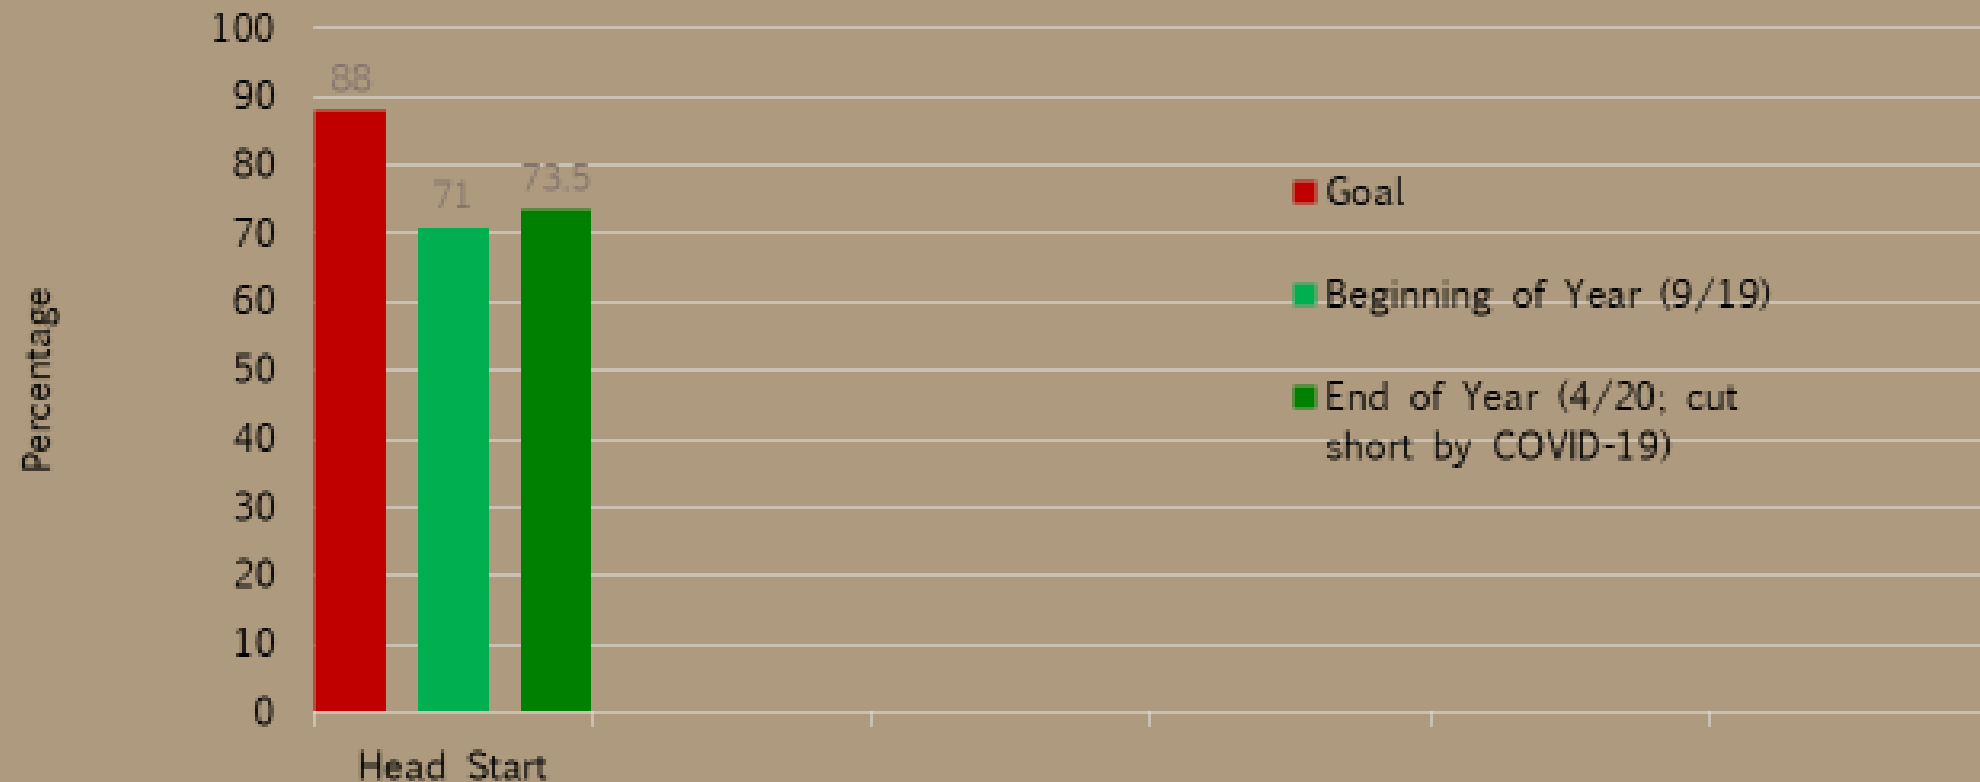 100
90
80
70
60
50
40
30
20
10
0
Percentage
88
71
73.5
Head Start
Goal
Beginning of Year (9/19)
End of Year (4/20; cut
short by COVID-19)